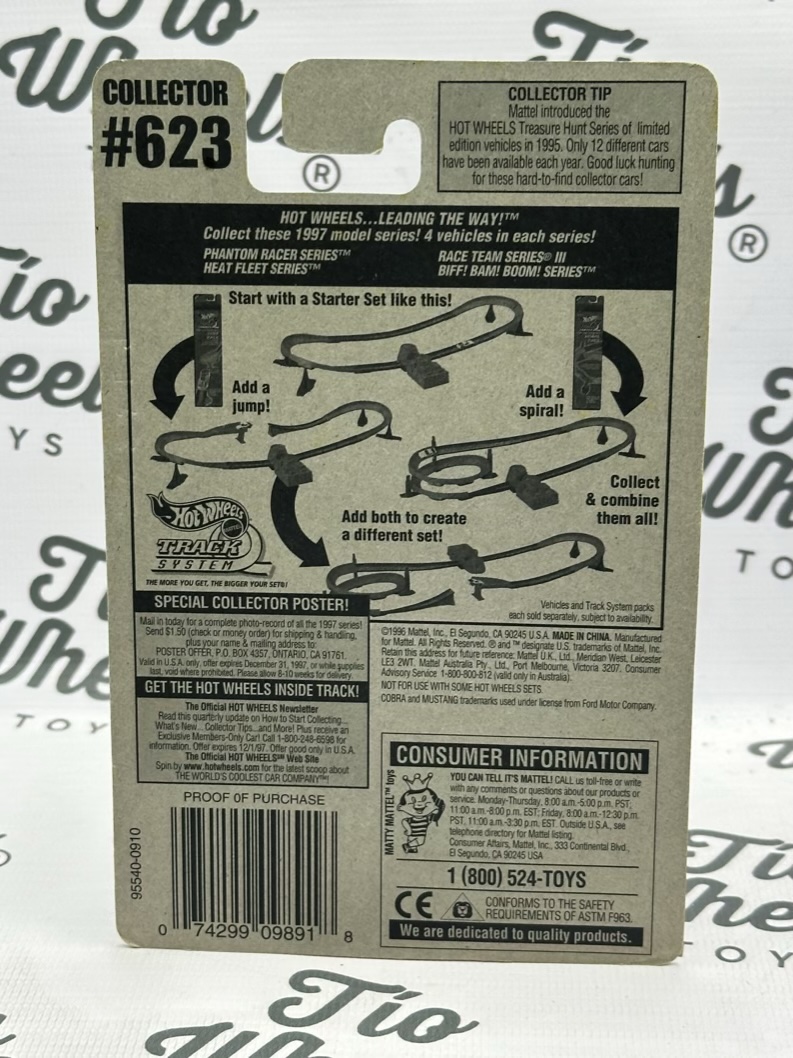 COLLECTOR
#623
COLLECTOR TIP
Mattel introduced the
HOT WHEELS Treasure Hunt Series of limited
edition vehicles in 1995. Only 12 different cars
have been available each year. Good luck hunting
for these hard-to-find collector cars!
HOT WHEELS...LEADING THE WAY!™
Collect these 1997 model series! 4 vehicles in each series!
PHANTOM RACER SERIES™
HEAT FLEET SERIES™
RACE TEAM SERIES® III
BIFF! BAM! BOOM! SERIES™
Start with a Starter Set like this!
Add a
jump!
Add a
spiral!
Collect
& combine
them all!
Add both to create
a different set!
Hot Wheels
TRACK
SYSTEM
THE MORE YOU GET, THE BIGGER YOUR SET®!
Vehicles and Track System packs
each sold separately, subject to availability.
SPECIAL COLLECTOR POSTER!
Mail in today for a complete photo-record of all the 1997 series!
Send $1.50 (check or money order) for shipping & handling,
plus your name & mailing address to:
POSTER OFFER, P.O. BOX 4357, ONTARIO, CA 91761.
Valid in U.S.A. only, offer expires December 31, 1997, or while supplies
last, void where prohibited. Please allow 8-10 weeks for delivery.
GET THE HOT WHEELS INSIDE TRACK!
The Official HOT WHEELS Newsletter
Read this quarterly update on How to Start Collecting...
What's New... Collector Tips...and More! Plus receive an
Exclusive Members-Only Car! Call 1-800-248-6598 for
information. Offer expires 12/1/97. Offer good only in U.S.A.
The Official HOT WHEELS℠ Web Site
Spin by www.hotwheels.com for the latest scoop about
THE WORLD'S COOLEST CAR COMPANY™!
©1996 Mattel, Inc., El Segundo, CA 90245 U.S.A. MADE IN CHINA. Manufactured
for Mattel. All Rights Reserved. ® and ™ designate U.S. trademarks of Mattel, Inc.
Retain this address for future reference: Mattel U.K., Ltd., Meridian West, Leicester
LE3 2WT. Mattel Australia Pty., Ltd., Port Melbourne, Victoria 3207. Consumer
Advisory Service 1-800-800-812 (valid only in Australia).
NOT FOR USE WITH SOME HOT WHEELS SETS.
COBRA and MUSTANG trademarks used under license from Ford Motor Company.
PROOF OF PURCHASE
95540-0910
0 74299 09891 8
CONSUMER INFORMATION
MATTY MATTEL™ toys
YOU CAN TELL IT'S MATTEL! CALL us toll-free or write
with any comments or questions about our products or
service. Monday-Thursday, 8:00 a.m.-5:00 p.m. PST,
11:00 a.m.-8:00 p.m. EST; Friday, 8:00 a.m.-12:30 p.m.
PST, 11:00 a.m.-3:30 p.m. EST. Outside U.S.A., see
telephone directory for Mattel listing.
Consumer Affairs, Mattel, Inc., 333 Continental Blvd.,
El Segundo, CA 90245 USA
1 (800) 524-TOYS
CE
CONFORMS TO THE SAFETY
REQUIREMENTS OF ASTM F963.
We are dedicated to quality products.
Tio
Wheels
TOYS